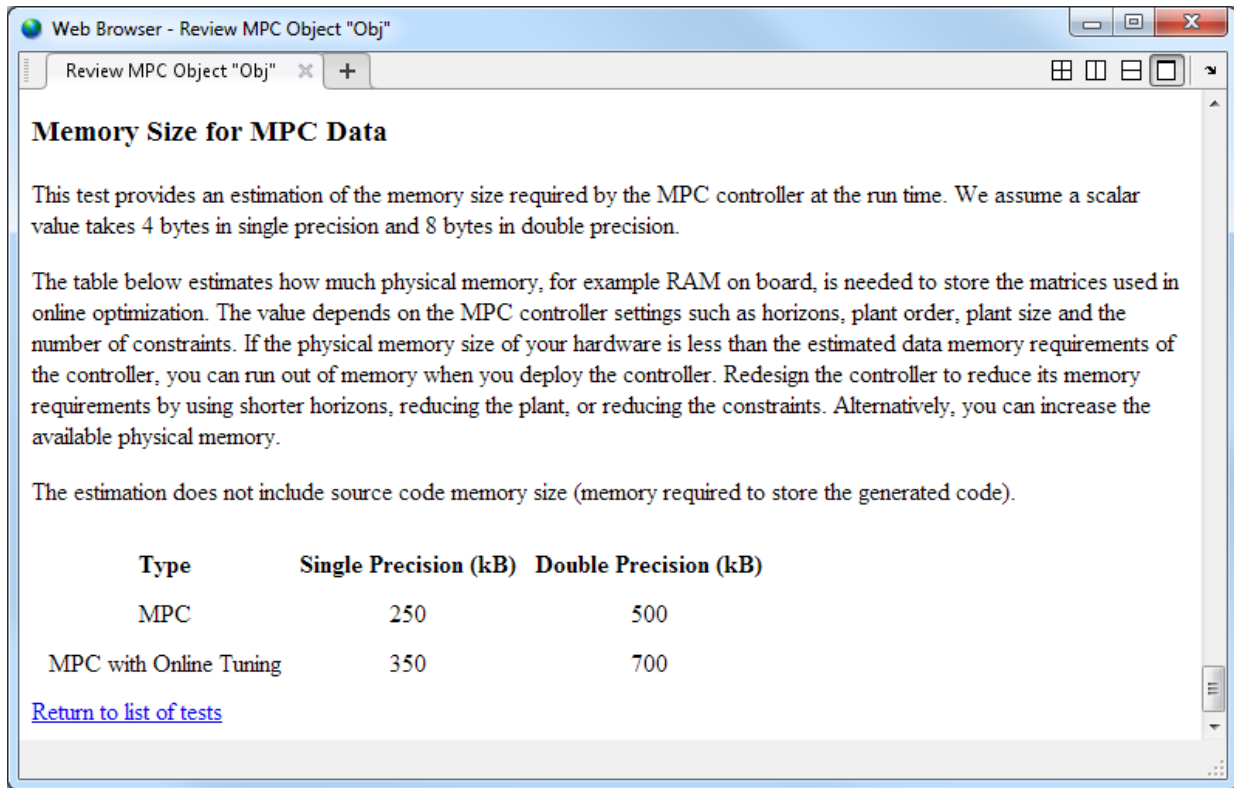 Web Browser - Review MPC Object "Obj"
Review MPC Object "Obj"
Memory Size for MPC Data
This test provides an estimation of the memory size required by the MPC controller at the run time. We assume a scalar
value takes 4 bytes in single precision and 8 bytes in double precision.
The table below estimates how much physical memory, for example RAM on board, is needed to store the matrices used in
online optimization. The value depends on the MPC controller settings such as horizons, plant order, plant size and the
number of constraints. If the physical memory size of your hardware is less than the estimated data memory requirements of
the controller, you can run out of memory when you deploy the controller. Redesign the controller to reduce its memory
requirements by using shorter horizons, reducing the plant, or reducing the constraints. Alternatively, you can increase the
available physical memory.
The estimation does not include source code memory size (memory required to store the generated code).
Type Single Precision (kB) Double Precision (kB)
MPC 250 500
MPC with Online Tuning 350 700
Return to list of tests